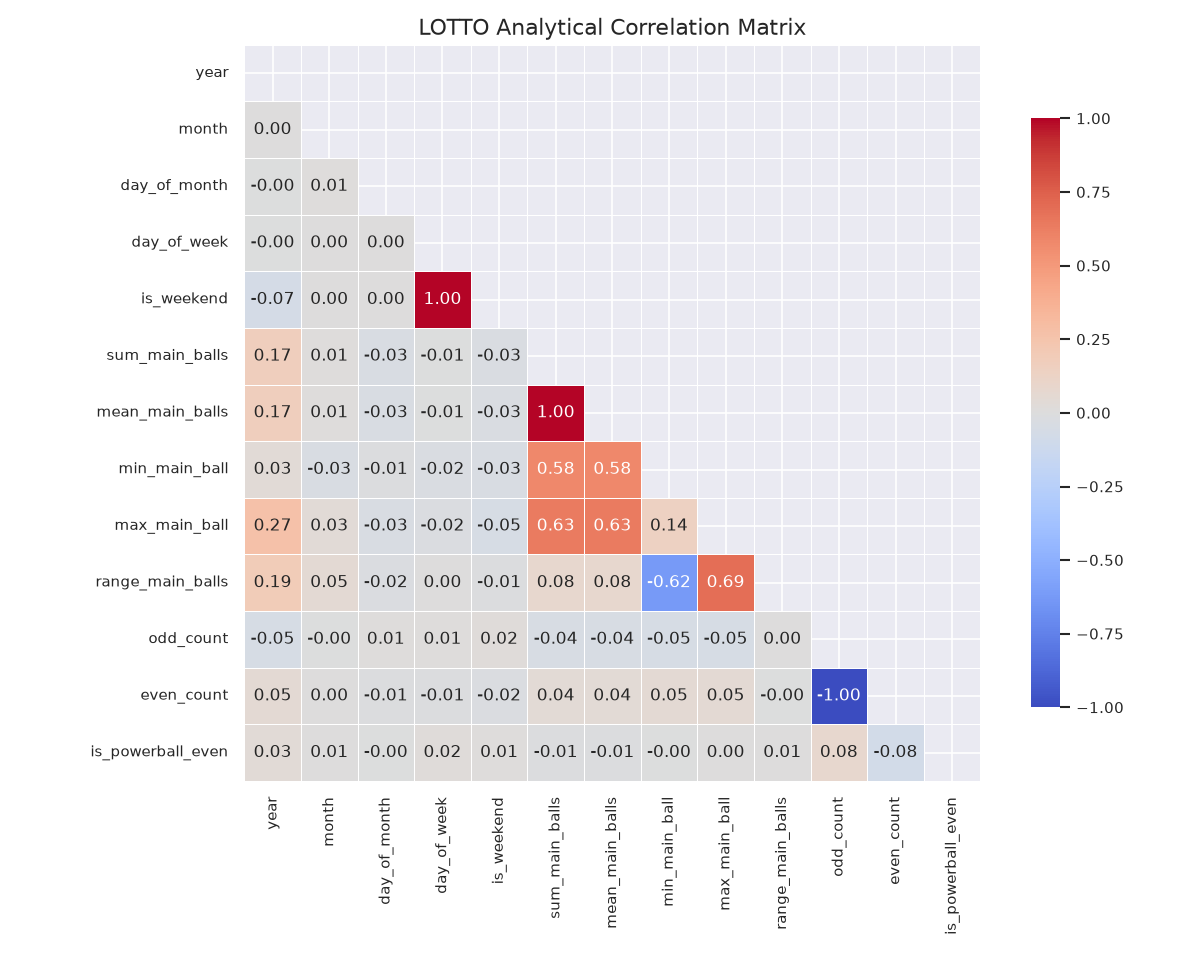 LOTTO Analytical Correlation Matrix
year
month 0.00
day_of_month -0.00 0.01
day_of_week -0.00 0.00 0.00
is_weekend -0.07 0.00 0.00 1.00
sum_main_balls 0.17 0.01 -0.03 -0.01 -0.03
mean_main_balls 0.17 0.01 -0.03 -0.01 -0.03 1.00
min_main_ball 0.03 -0.03 -0.01 -0.02 -0.03 0.58 0.58
max_main_ball 0.27 0.03 -0.03 -0.02 -0.05 0.63 0.63 0.14
range_main_balls 0.19 0.05 -0.02 0.00 -0.01 0.08 0.08 -0.62 0.69
odd_count -0.05 -0.00 0.01 0.01 0.02 -0.04 -0.04 -0.05 -0.05 0.00
even_count 0.05 0.00 -0.01 -0.01 -0.02 0.04 0.04 0.05 0.05 -0.00 -1.00
is_powerball_even 0.03 0.01 -0.00 0.02 0.01 -0.01 -0.01 -0.00 0.00 0.01 0.08 -0.08
year month day_of_month day_of_week is_weekend sum_main_balls mean_main_balls min_main_ball max_main_ball range_main_balls odd_count even_count is_powerball_even
1.00
0.75
0.50
0.25
0.00
−0.25
−0.50
−0.75
−1.00